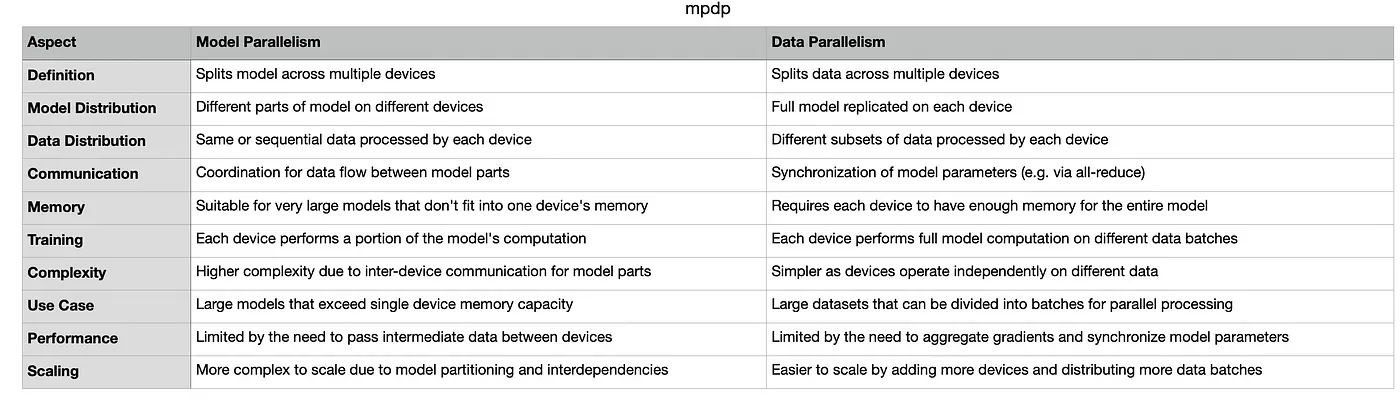 mpdp
Aspect Model Parallelism Data Parallelism
Definition Splits model across multiple devices Splits data across multiple devices
Model Distribution Different parts of model on different devices Full model replicated on each device
Data Distribution Same or sequential data processed by each device Different subsets of data processed by each device
Communication Coordination for data flow between model parts Synchronization of model parameters (e.g. via all-reduce)
Memory Suitable for very large models that don't fit into one device's memory Requires each device to have enough memory for the entire model
Training Each device performs a portion of the model's computation Each device performs full model computation on different data batches
Complexity Higher complexity due to inter-device communication for model parts Simpler as devices operate independently on different data
Use Case Large models that exceed single device memory capacity Large datasets that can be divided into batches for parallel processing
Performance Limited by the need to pass intermediate data between devices Limited by the need to aggregate gradients and synchronize model parameters
Scaling More complex to scale due to model partitioning and interdependencies Easier to scale by adding more devices and distributing more data batches